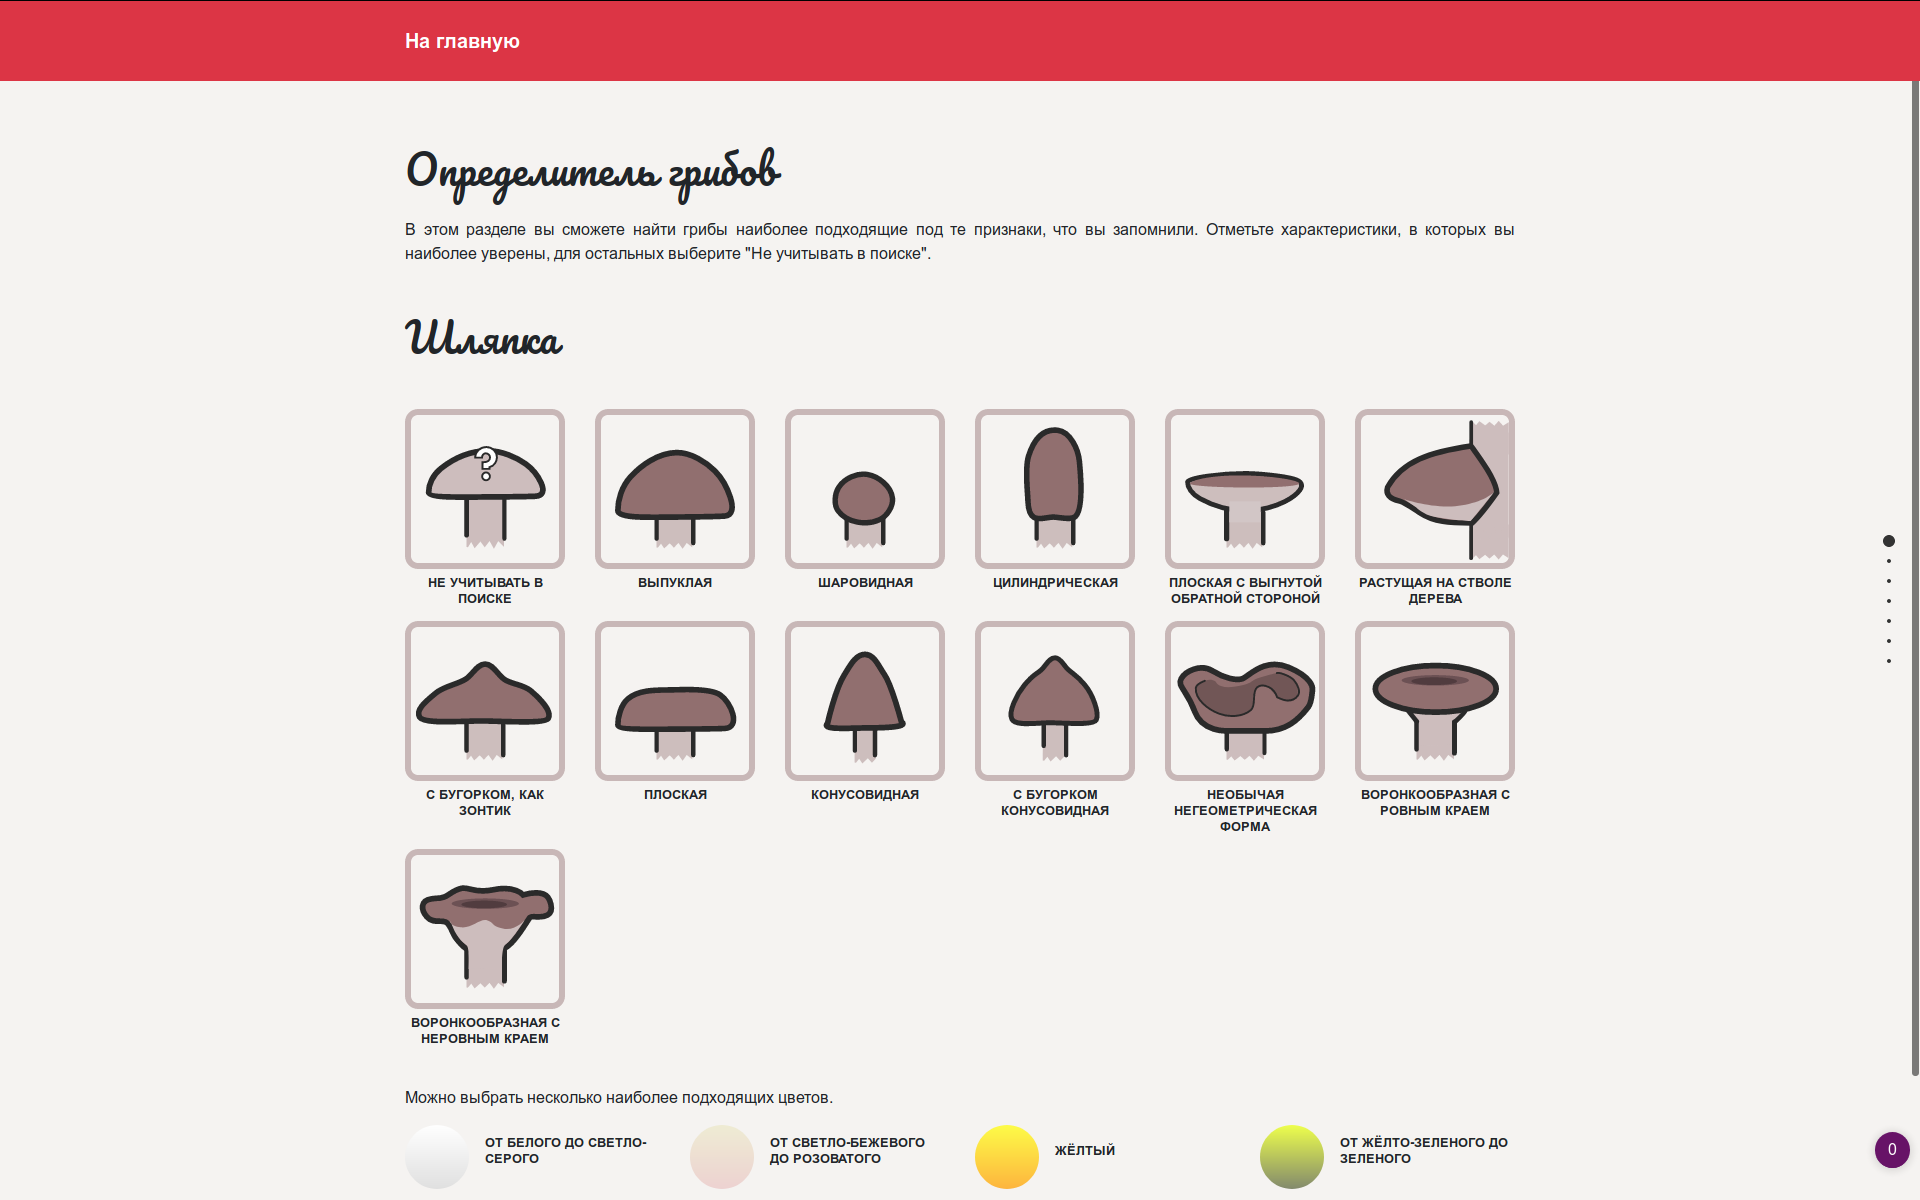 На главную
Определитель грибов
В этом разделе вы сможете найти грибы наиболее подходящие под те признаки, что вы запомнили. Отметьте характеристики, в которых вы
наиболее уверены, для остальных выберите "Не учитывать в поиске".
Шляпка
?
НЕ УЧИТЫВАТЬ В
ПОИСКЕ
ВЫПУКЛАЯ
ШАРОВИДНАЯ
ЦИЛИНДРИЧЕСКАЯ
ПЛОСКАЯ С ВЫГНУТОЙ
ОБРАТНОЙ СТОРОНОЙ
РАСТУЩАЯ НА СТВОЛЕ
ДЕРЕВА
С БУГОРКОМ, КАК
ЗОНТИК
ПЛОСКАЯ
КОНУСОВИДНАЯ
С БУГОРКОМ
КОНУСОВИДНАЯ
НЕОБЫЧАЯ
НЕГЕОМЕТРИЧЕСКАЯ
ФОРМА
ВОРОНКООБРАЗНАЯ С
РОВНЫМ КРАЕМ
ВОРОНКООБРАЗНАЯ С
НЕРОВНЫМ КРАЕМ
Можно выбрать несколько наиболее подходящих цветов.
ОТ БЕЛОГО ДО СВЕТЛО-
СЕРОГО
ОТ СВЕТЛО-БЕЖЕВОГО
ДО РОЗОВАТОГО
ЖЁЛТЫЙ
ОТ ЖЁЛТО-ЗЕЛЕНОГО ДО
ЗЕЛЕНОГО
0